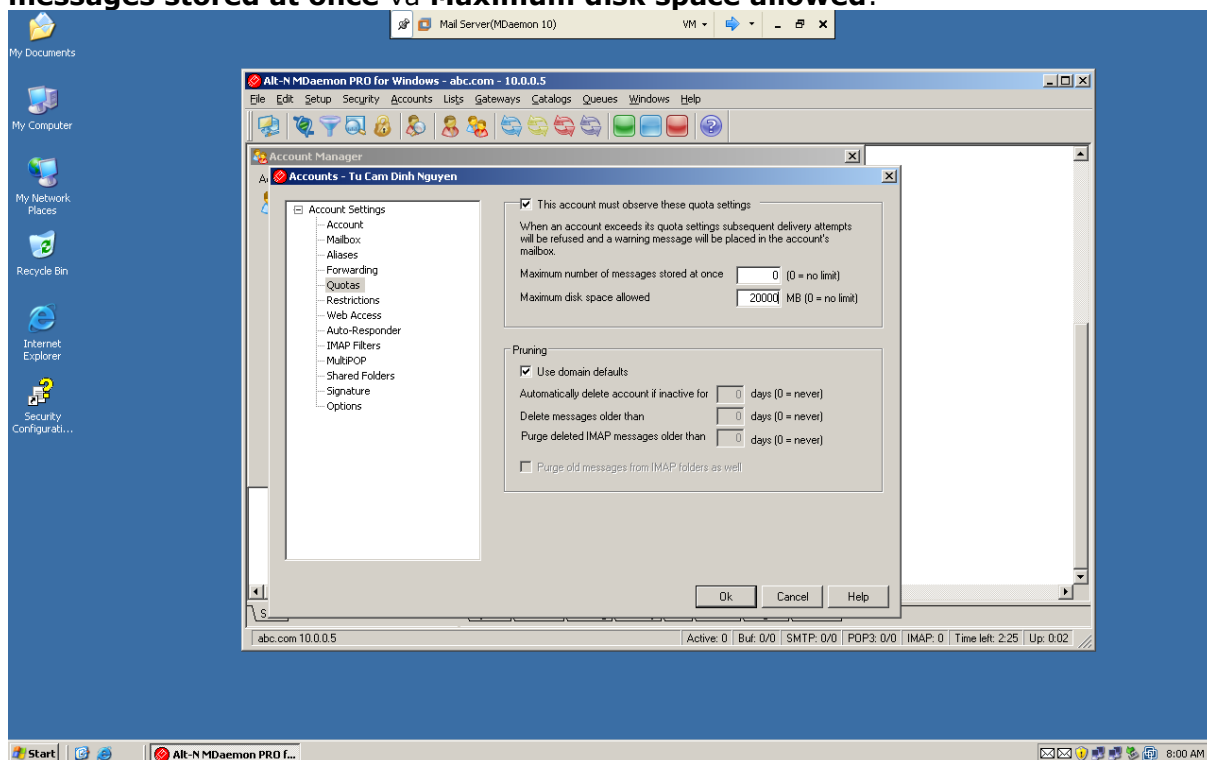 messages stored at once và Maximum disk space allowed.
Mail Server(MDaemon 10)
VM
My Documents
My Computer
My Network
Places
Recycle Bin
Internet
Explorer
Security
Configurati...
Alt-N MDaemon PRO for Windows - abc.com - 10.0.0.5
File Edit Setup Security Accounts Lists Gateways Catalogs Queues Windows Help
Account Manager
Accounts - Tu Cam Dinh Nguyen
Account Settings
Account
Mailbox
Aliases
Forwarding
Quotas
Restrictions
Web Access
Auto-Responder
IMAP Filters
MultiPOP
Shared Folders
Signature
Options
This account must observe these quota settings
When an account exceeds its quota settings subsequent delivery attempts
will be refused and a warning message will be placed in the account's
mailbox.
Maximum number of messages stored at once 0 (0 = no limit)
Maximum disk space allowed 20000 MB (0 = no limit)
Pruning
Use domain defaults
Automatically delete account if inactive for 0 days (0 = never)
Delete messages older than 0 days (0 = never)
Purge deleted IMAP messages older than 0 days (0 = never)
Purge old messages from IMAP folders as well
Ok Cancel Help
abc.com 10.0.0.5 Active: 0 Buf: 0/0 SMTP: 0/0 POP3: 0/0 IMAP: 0 Time left: 2:25 Up: 0:02
Start Alt-N MDaemon PRO f... 8:00 AM